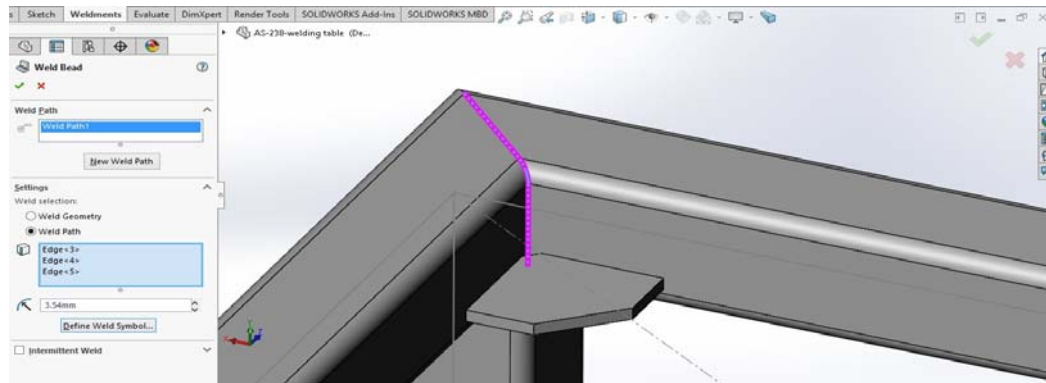 s Sketch Weldments Evaluate DimXpert Render Tools SOLIDWORKS Add-Ins SOLIDWORKS MBD
AS-238-welding table (De...
Weld Bead
Weld Path
Weld Path1
New Weld Path
Settings
Weld selection:
Weld Geometry
Weld Path
Edge<3>
Edge<4>
Edge<5>
3.54mm
Define Weld Symbol...
Intermittent Weld